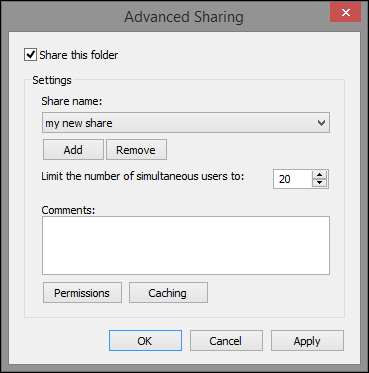 Advanced Sharing
Share this folder
Settings
Share name:
my new share
Add Remove
Limit the number of simultaneous users to: 20
Comments:
Permissions Caching
OK Cancel Apply